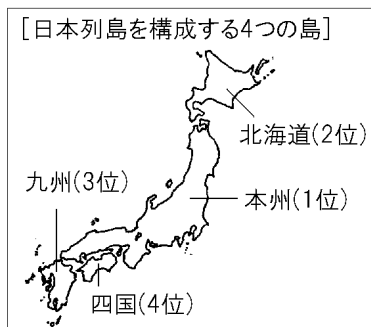 [日本列島を構成する4つの島]
北海道(2位)
九州(3位)
本州(1位)
四国(4位)